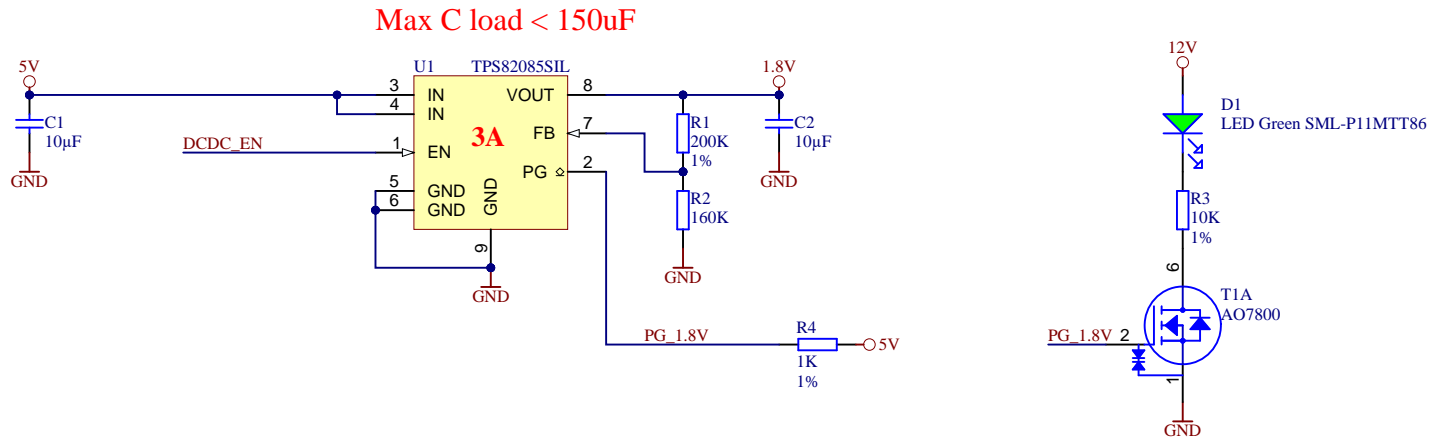 Max C load < 150uF
5V
C1
10µF
GND
DCDC_EN
U1 TPS82085SIL
3 IN
4 IN
1 EN
5 GND
6 GND
GND
9
3A
VOUT 8
FB 7
PG 2
GND
R1
200K
1%
R2
160K
GND
1.8V
C2
10µF
GND
PG_1.8V
R4
1K
1%
5V
12V
D1
LED Green SML-P11MTT86
R3
10K
1%
6
T1A
AO7800
PG_1.8V 2
1
GND